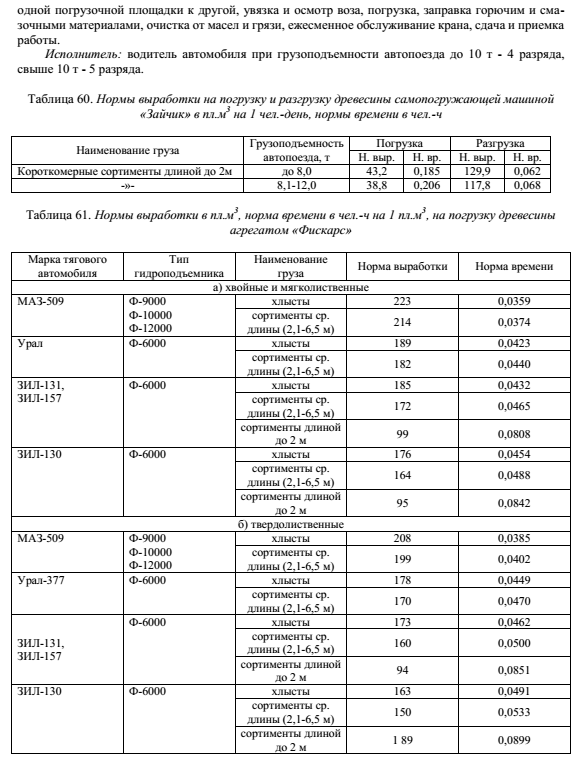 одной погрузочной площадки к другой, увязка и осмотр воза, погрузка, заправка горючим и сма-
зочными материалами, очистка от масел и грязи, ежесменное обслуживание крана, сдача и приемка
работы.
Исполнитель: водитель автомобиля при грузоподъемности автопоезда до 10 т - 4 разряда,
свыше 10 т - 5 разряда.
Таблица 60. Нормы выработки на погрузку и разгрузку древесины самопогружающей машиной
«Зайчик» в пл.м3 на 1 чел.-день, нормы времени в чел.-ч
Наименование груза Грузоподъемность автопоезда, т Погрузка Разгрузка
Н. выр. Н. вр. Н. выр. Н. вр.
Короткомерные сортименты длиной до 2м до 8,0 43,2 0,185 129,9 0,062
-»- 8,1-12,0 38,8 0,206 117,8 0,068
Таблица 61. Нормы выработки в пл.м3, норма времени в чел.-ч на 1 пл.м3, на погрузку древесины
агрегатом «Фискарс»
Марка тягового автомобиля Тип гидроподъемника Наименование груза Норма выработки Норма времени
а) хвойные и мягколиственные
МАЗ-509 Ф-9000 хлысты 223 0,0359
Ф-10000 сортименты ср.
Ф-12000 длины (2,1-6,5 м) 214 0,0374
Урал Ф-6000 хлысты 189 0,0423
сортименты ср.
длины (2,1-6,5 м) 182 0,0440
ЗИЛ-131, Ф-6000 хлысты 185 0,0432
ЗИЛ-157 сортименты ср.
длины (2,1-6,5 м) 172 0,0465
сортименты длиной
до 2 м 99 0,0808
ЗИЛ-130 Ф-6000 хлысты 176 0,0454
сортименты ср.
длины (2,1-6,5 м) 164 0,0488
сортименты длиной
до 2 м 95 0,0842
б) твердолиственные
МАЗ-509 Ф-9000 хлысты 208 0,0385
Ф-10000 сортименты ср.
Ф-12000 длины (2,1-6,5 м) 199 0,0402
Урал-377 Ф-6000 хлысты 178 0,0449
сортименты ср.
длины (2,1-6,5 м) 170 0,0470
Ф-6000 хлысты 173 0,0462
ЗИЛ-131, сортименты ср.
ЗИЛ-157 длины (2,1-6,5 м) 160 0,0500
сортименты длиной
до 2 м 94 0,0851
ЗИЛ-130 Ф-6000 хлысты 163 0,0491
сортименты ср.
длины (2,1-6,5 м) 150 0,0533
сортименты длиной
до 2 м 1 89 0,0899